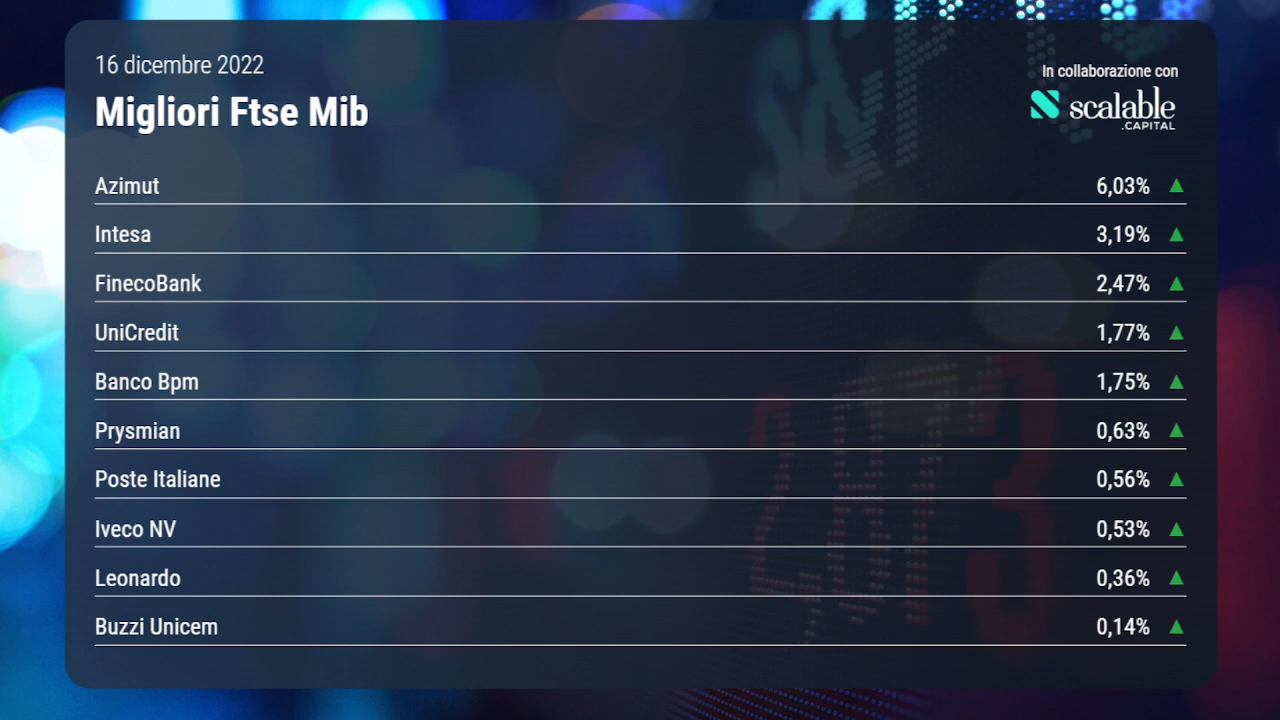 16 dicembre 2022
Migliori Ftse Mib
In collaborazione con
scalable
.CAPITAL
Azimut 6,03% ▲
Intesa 3,19% ▲
FinecoBank 2,47% ▲
UniCredit 1,77% ▲
Banco Bpm 1,75% ▲
Prysmian 0,63% ▲
Poste Italiane 0,56% ▲
Iveco NV 0,53% ▲
Leonardo 0,36% ▲
Buzzi Unicem 0,14% ▲